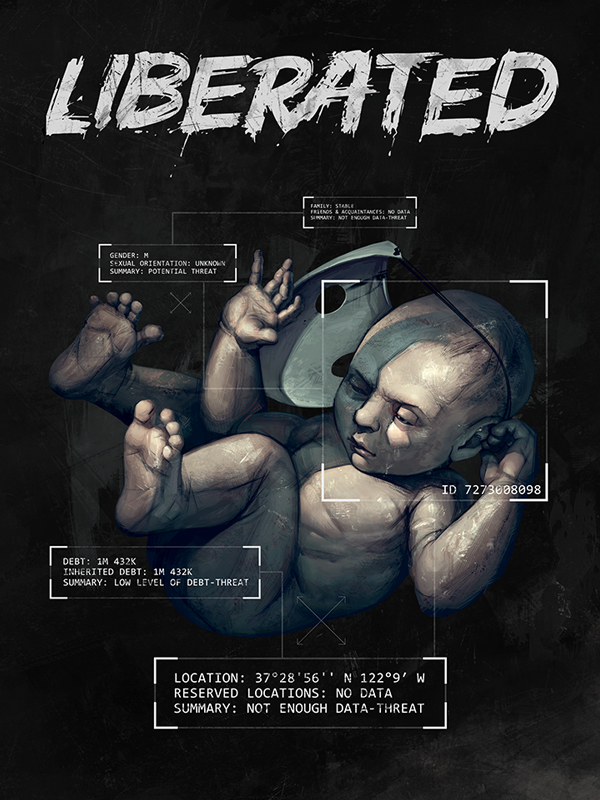 LIBERATED
FAMILY: STABLE
FRIENDS & ACQUAINTANCES: NO DATA
SUMMARY: NOT ENOUGH DATA-THREAT
GENDER: M
SEXUAL ORIENTATION: UNKNOWN
SUMMARY: POTENTIAL THREAT
ID 7273608098
DEBT: 1M 432K
INHERITED DEBT: 1M 432K
SUMMARY: LOW LEVEL OF DEBT-THREAT
LOCATION: 37°28'56'' N 122°9’ W
RESERVED LOCATIONS: NO DATA
SUMMARY: NOT ENOUGH DATA-THREAT